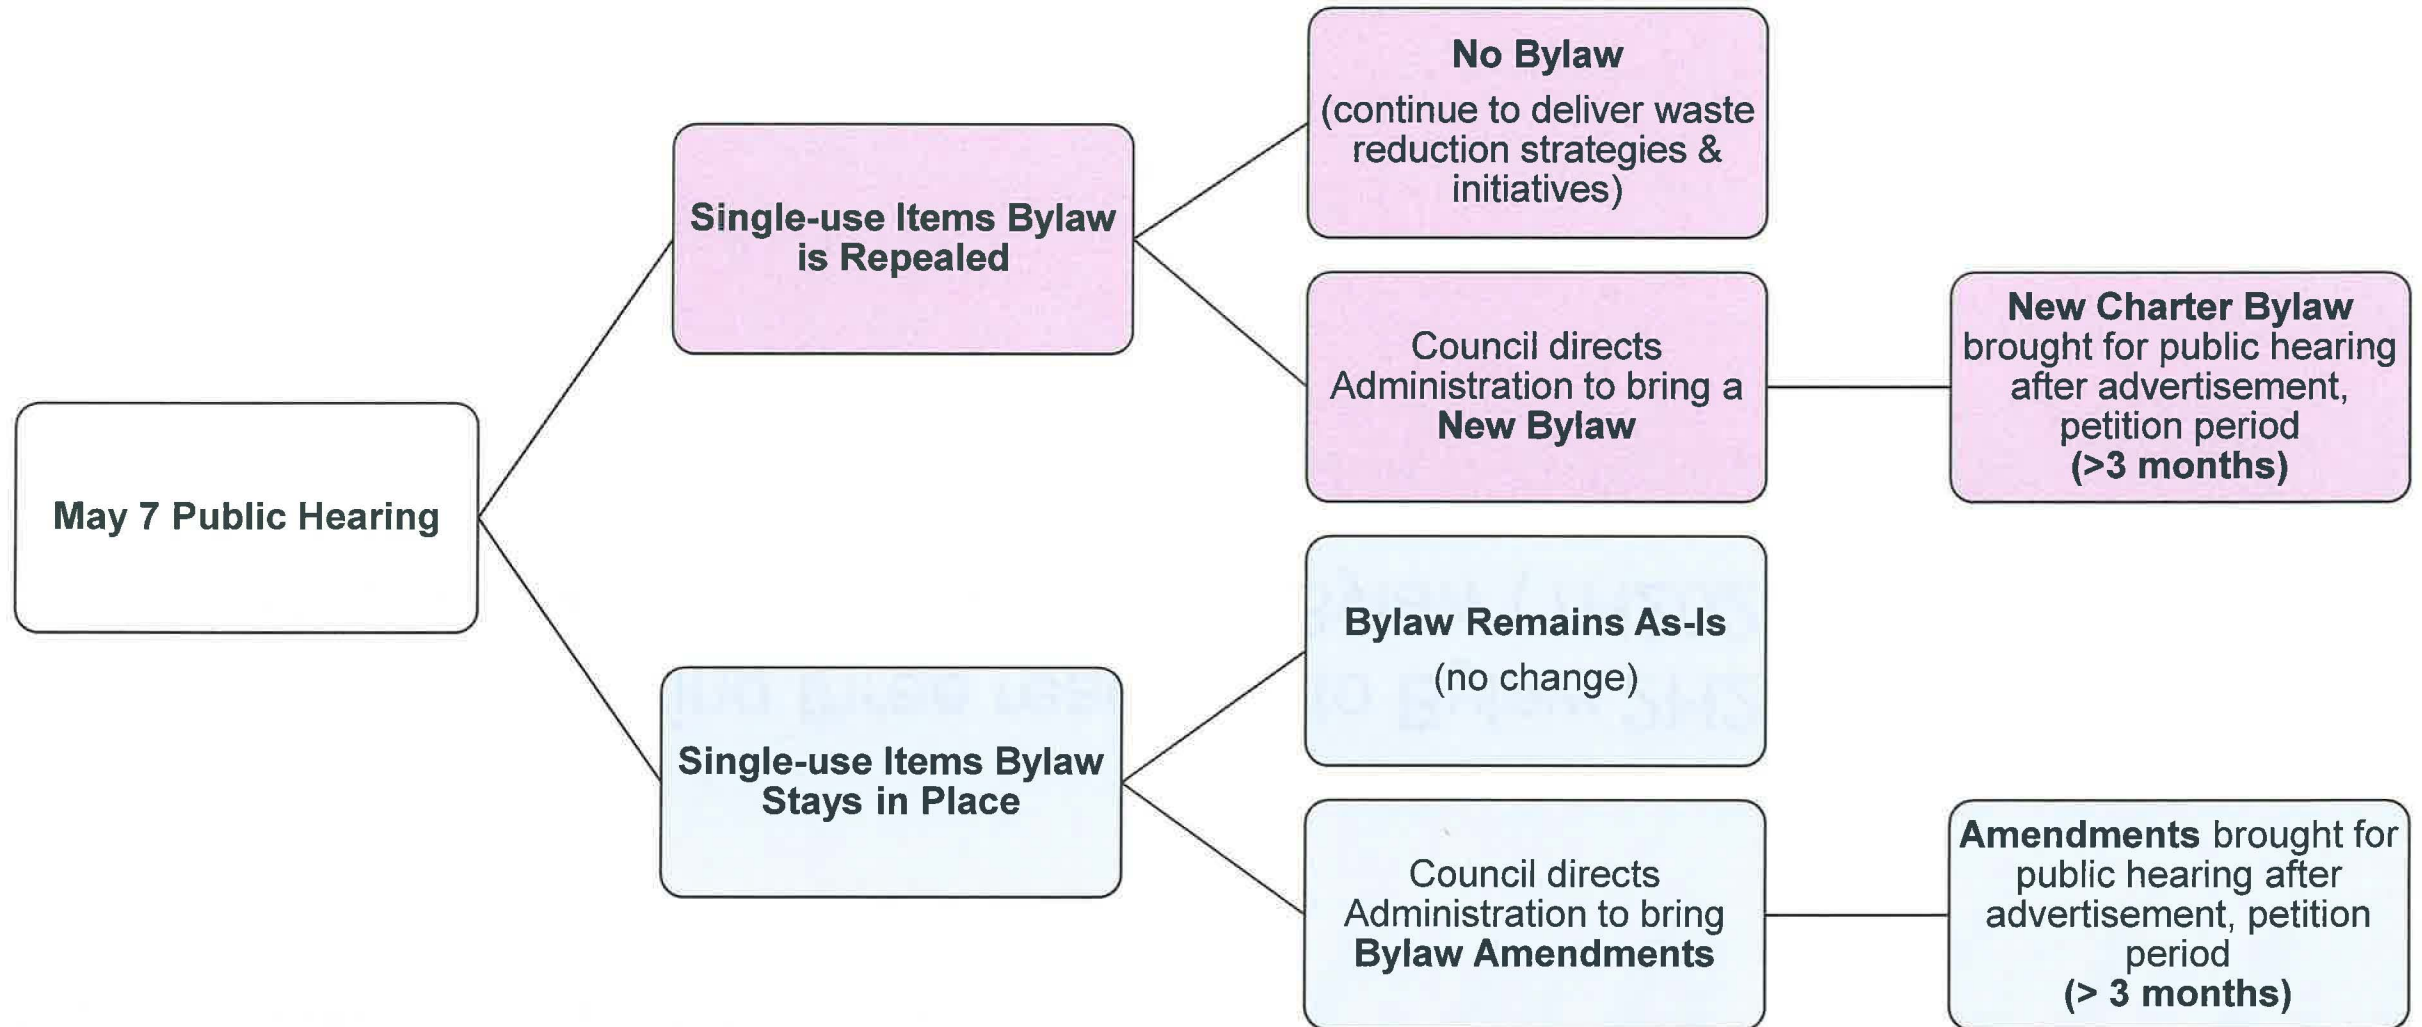 May 7 Public Hearing
Single-use Items Bylaw
is Repealed
No Bylaw
(continue to deliver waste
reduction strategies &
initiatives)
Council directs
Administration to bring a
New Bylaw
New Charter Bylaw
brought for public hearing
after advertisement,
petition period
(>3 months)
Single-use Items Bylaw
Stays in Place
Bylaw Remains As-Is
(no change)
Council directs
Administration to bring
Bylaw Amendments
Amendments brought for
public hearing after
advertisement, petition
period
(> 3 months)